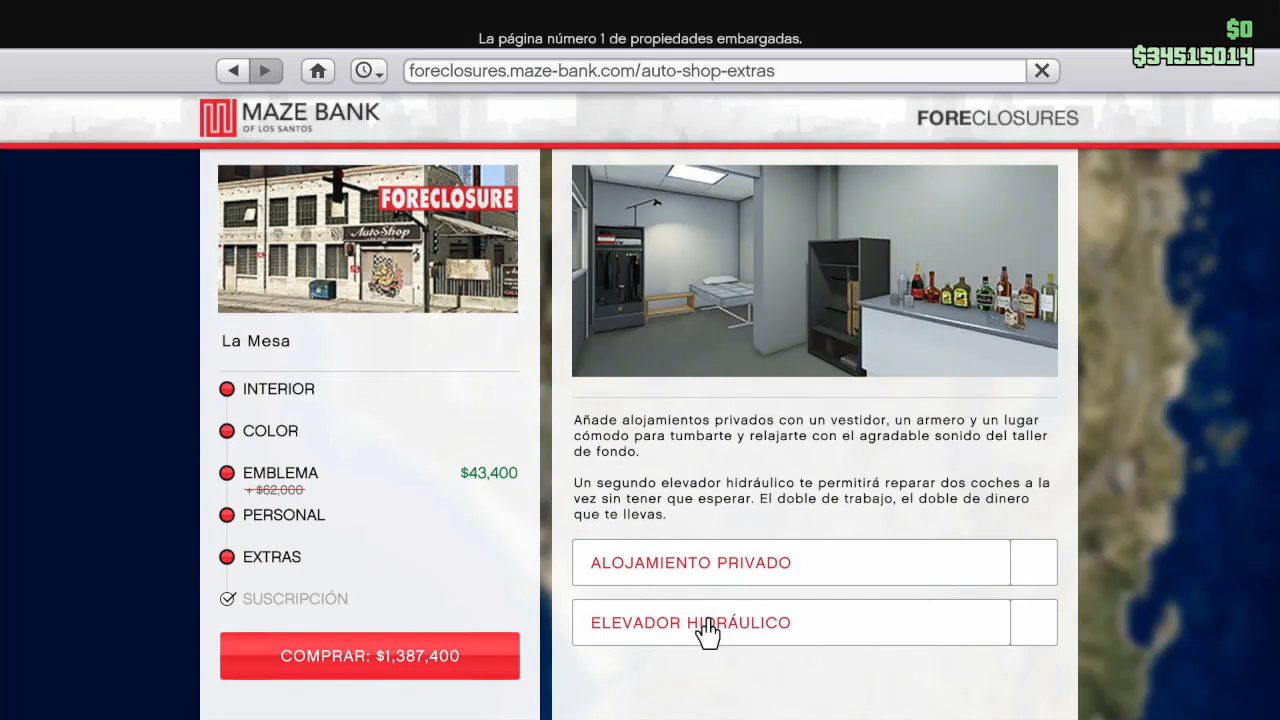 La página número 1 de propiedades embargadas.
$0
$34515014
foreclosures.maze-bank.com/auto-shop-extras
MAZE BANK
OF LOS SANTOS
FORECLOSURES
FORECLOSURE
Auto-Shop
La Mesa
INTERIOR
COLOR
EMBLEMA $43,400
+ $62,000
PERSONAL
EXTRAS
SUSCRIPCIÓN
COMPRAR: $1,387,400
Añade alojamientos privados con un vestidor, un armero y un lugar
cómodo para tumbarte y relajarte con el agradable sonido del taller
de fondo.
Un segundo elevador hidráulico te permitirá reparar dos coches a la
vez sin tener que esperar. El doble de trabajo, el doble de dinero
que te llevas.
ALOJAMIENTO PRIVADO
ELEVADOR HIDRÁULICO